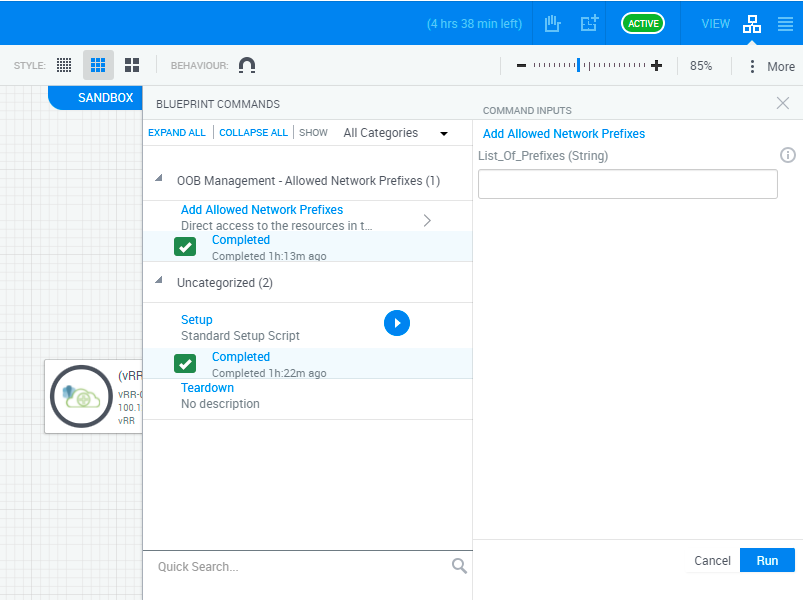 (4 hrs 38 min left)
ACTIVE
VIEW
STYLE:
BEHAVIOUR:
85%
More
SANDBOX
BLUEPRINT COMMANDS
EXPAND ALL
COLLAPSE ALL
SHOW
All Categories
OOB Management - Allowed Network Prefixes (1)
Add Allowed Network Prefixes
Direct access to the resources in t...
Completed
Completed 1h:13m ago
Uncategorized (2)
Setup
Standard Setup Script
Completed
Completed 1h:22m ago
Teardown
No description
Quick Search...
(vRR
100.1
vRR
COMMAND INPUTS
Add Allowed Network Prefixes
List_Of_Prefixes (String)
Cancel
Run